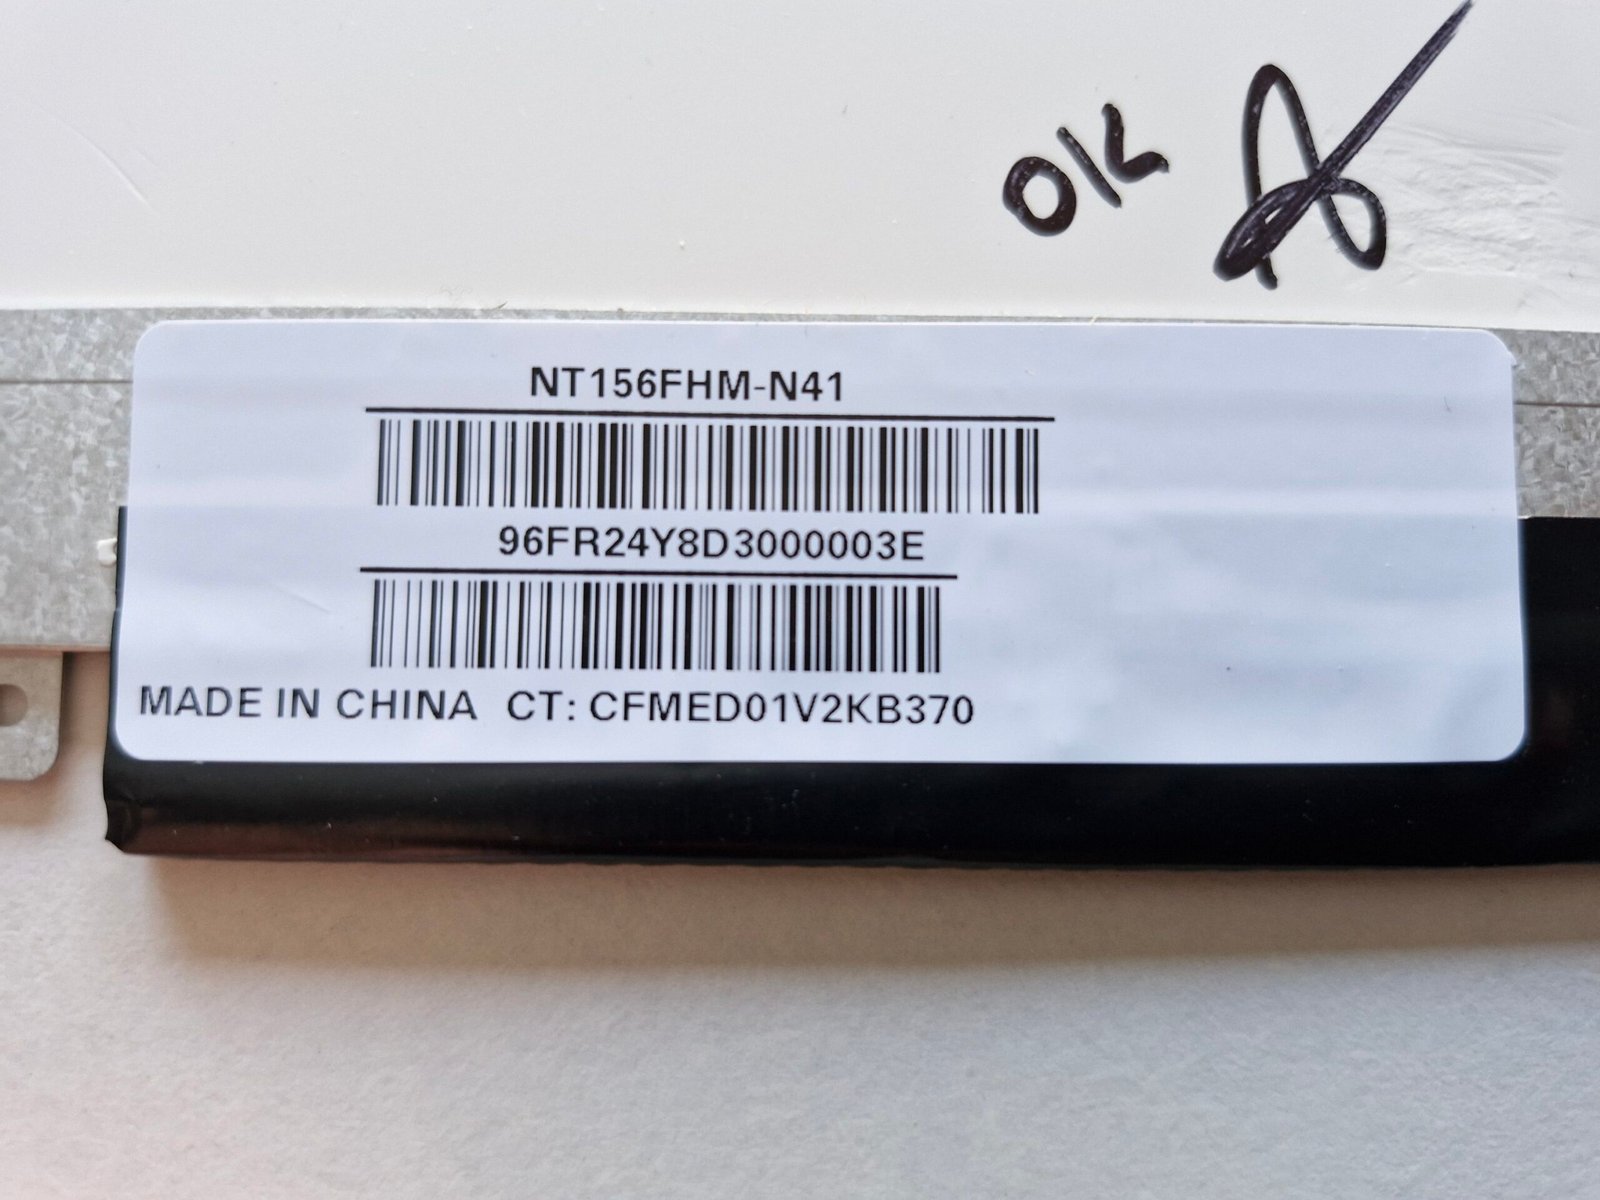 OK
NT156FHM-N41
96FR24Y8D3000003E
MADE IN CHINA CT: CFMED01V2KB370